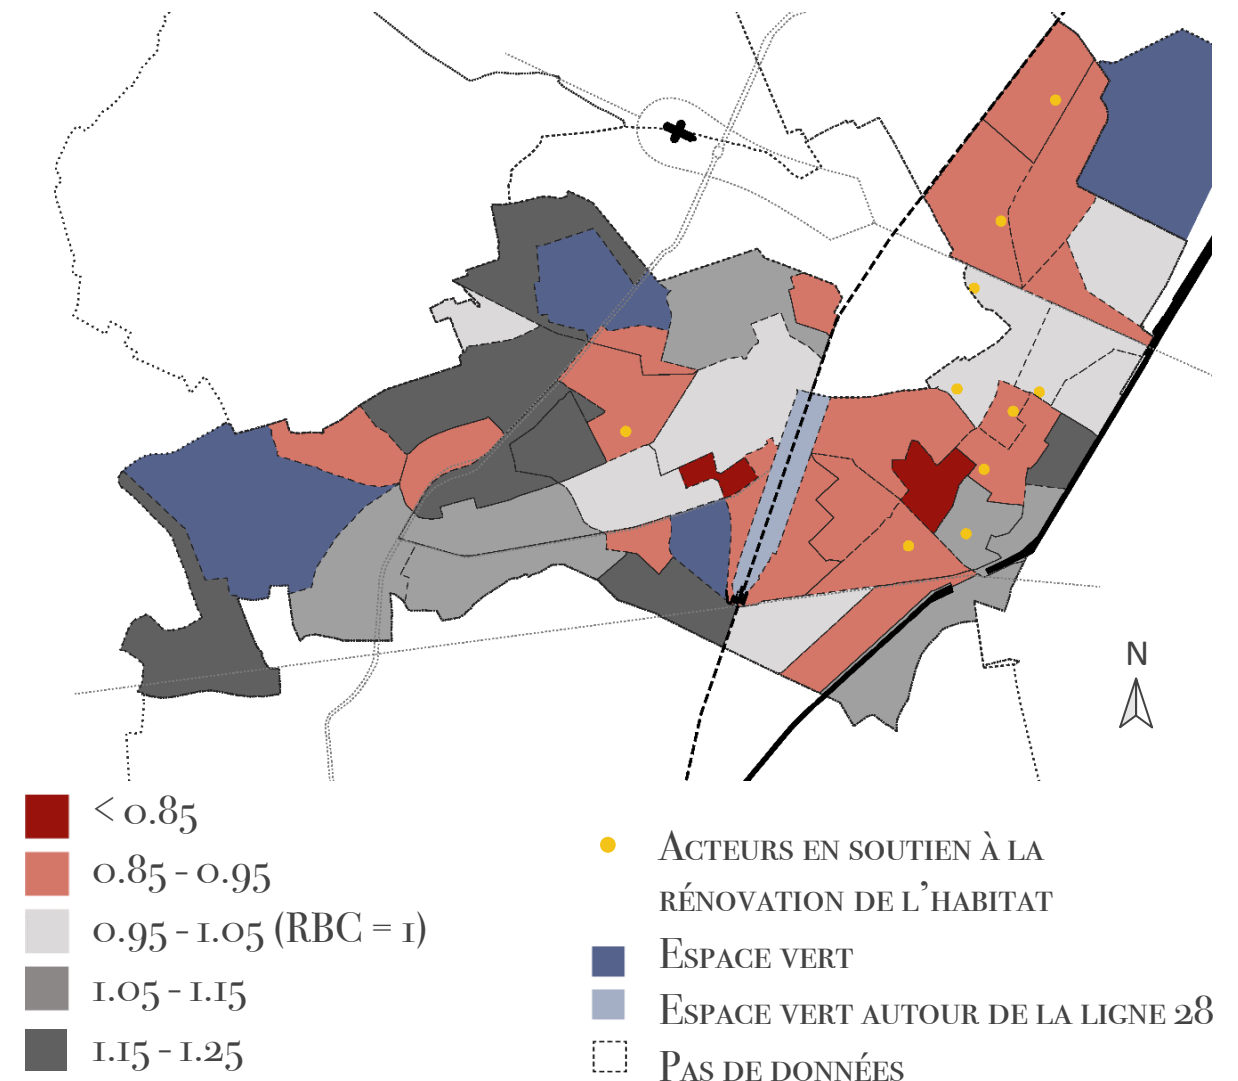 N
< 0.85
0.85 - 0.95
0.95 - 1.05 (RBC = 1)
1.05 - 1.15
1.15 - 1.25
Acteurs en soutien à la
rénovation de l'habitat
Espace vert
Espace vert autour de la ligne 28
Pas de données